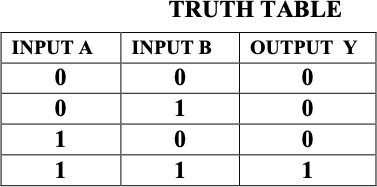 TRUTH TABLE
INPUT A INPUT B OUTPUT Y
0 0 0
0 1 0
1 0 0
1 1 1